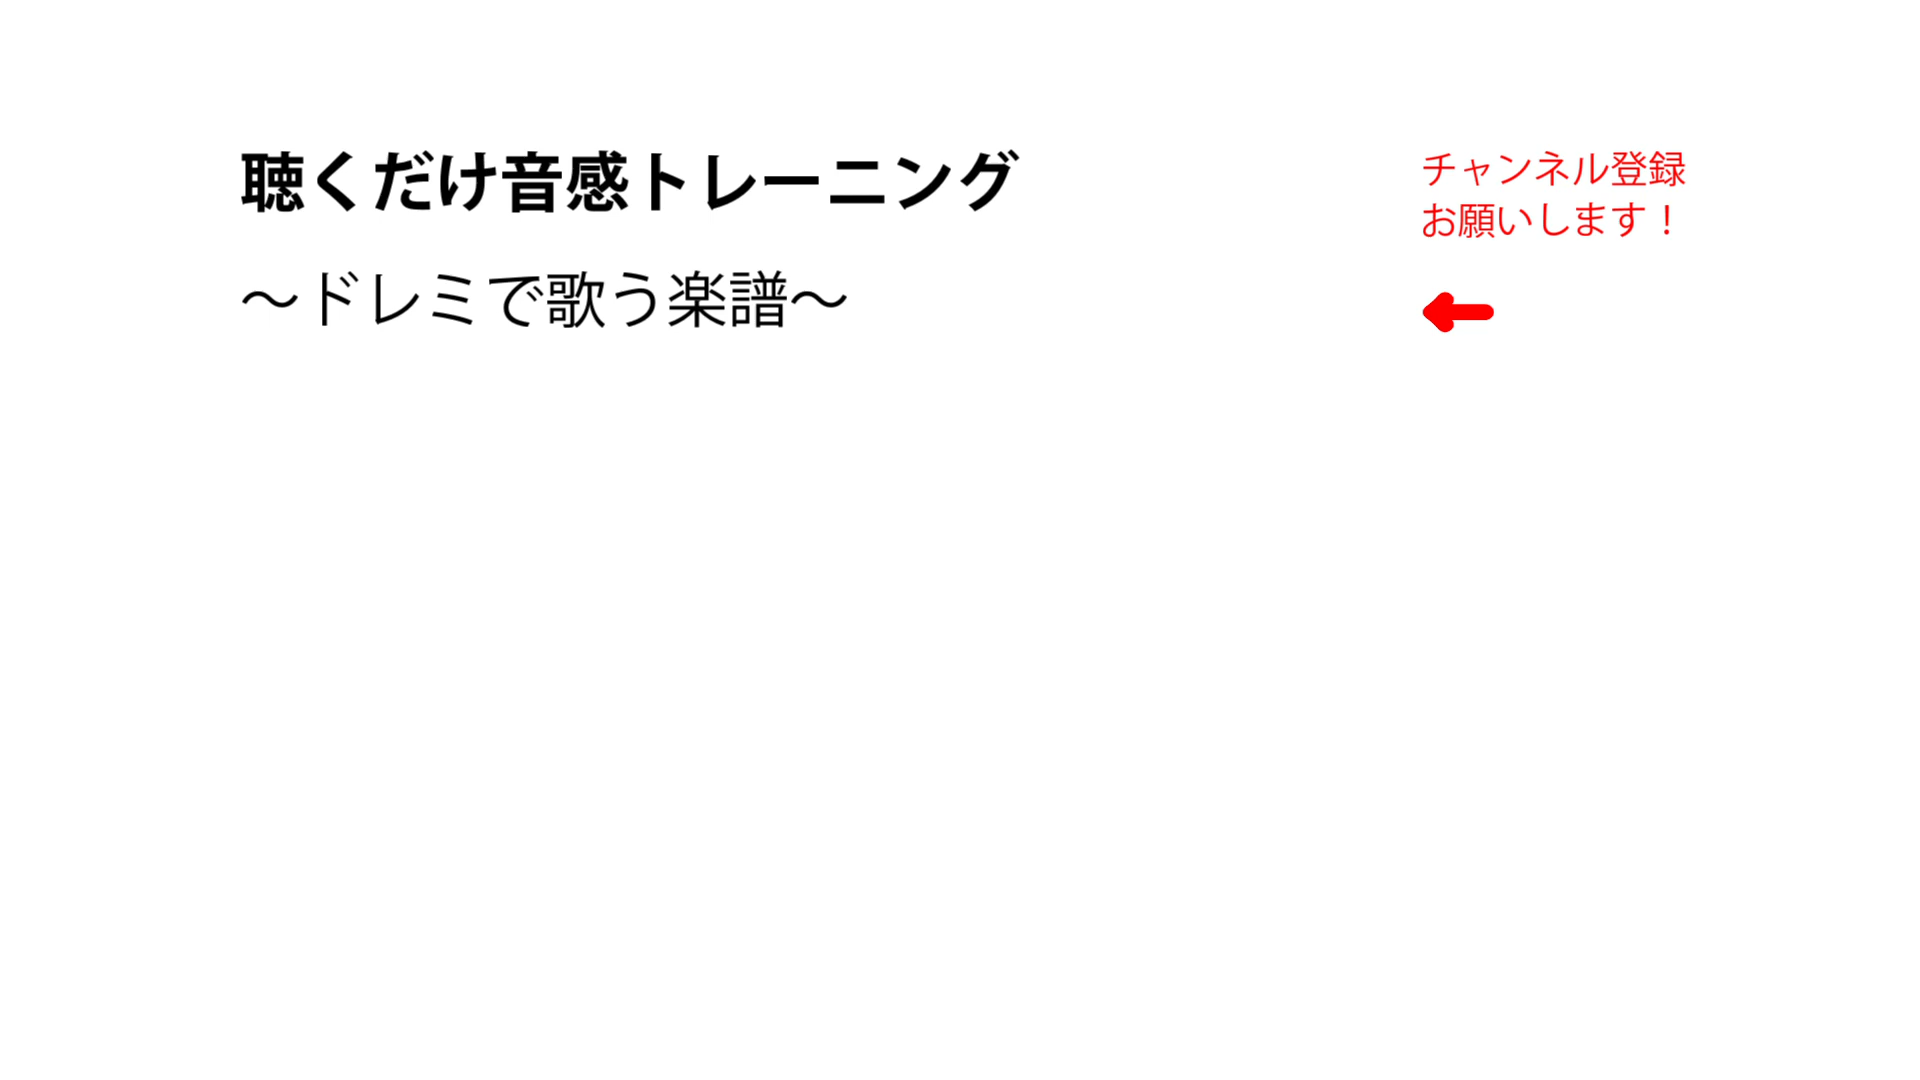 聴くだけ音感トレーニング
～ドレミで歌う楽譜～
チャンネル登録
お願いします！